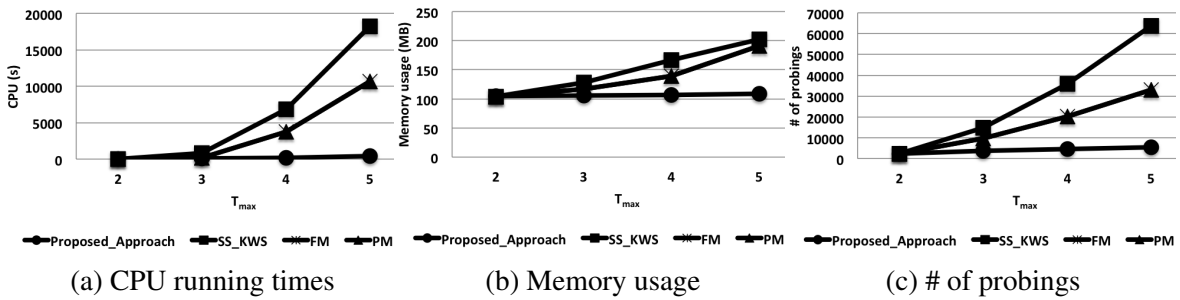 20000
15000
10000
5000
0
CPU (s)
2 3 4 5
Tmax
Proposed_Approach SS_KWS FM PM
(a) CPU running times
250
200
150
100
50
0
Memory usage (MB)
2 3 4 5
Tmax
Proposed_Approach SS_KWS FM PM
(b) Memory usage
70000
60000
50000
40000
30000
20000
10000
0
# of probings
2 3 4 5
Tmax
Proposed_Approach SS_KWS FM PM
(c) # of probings